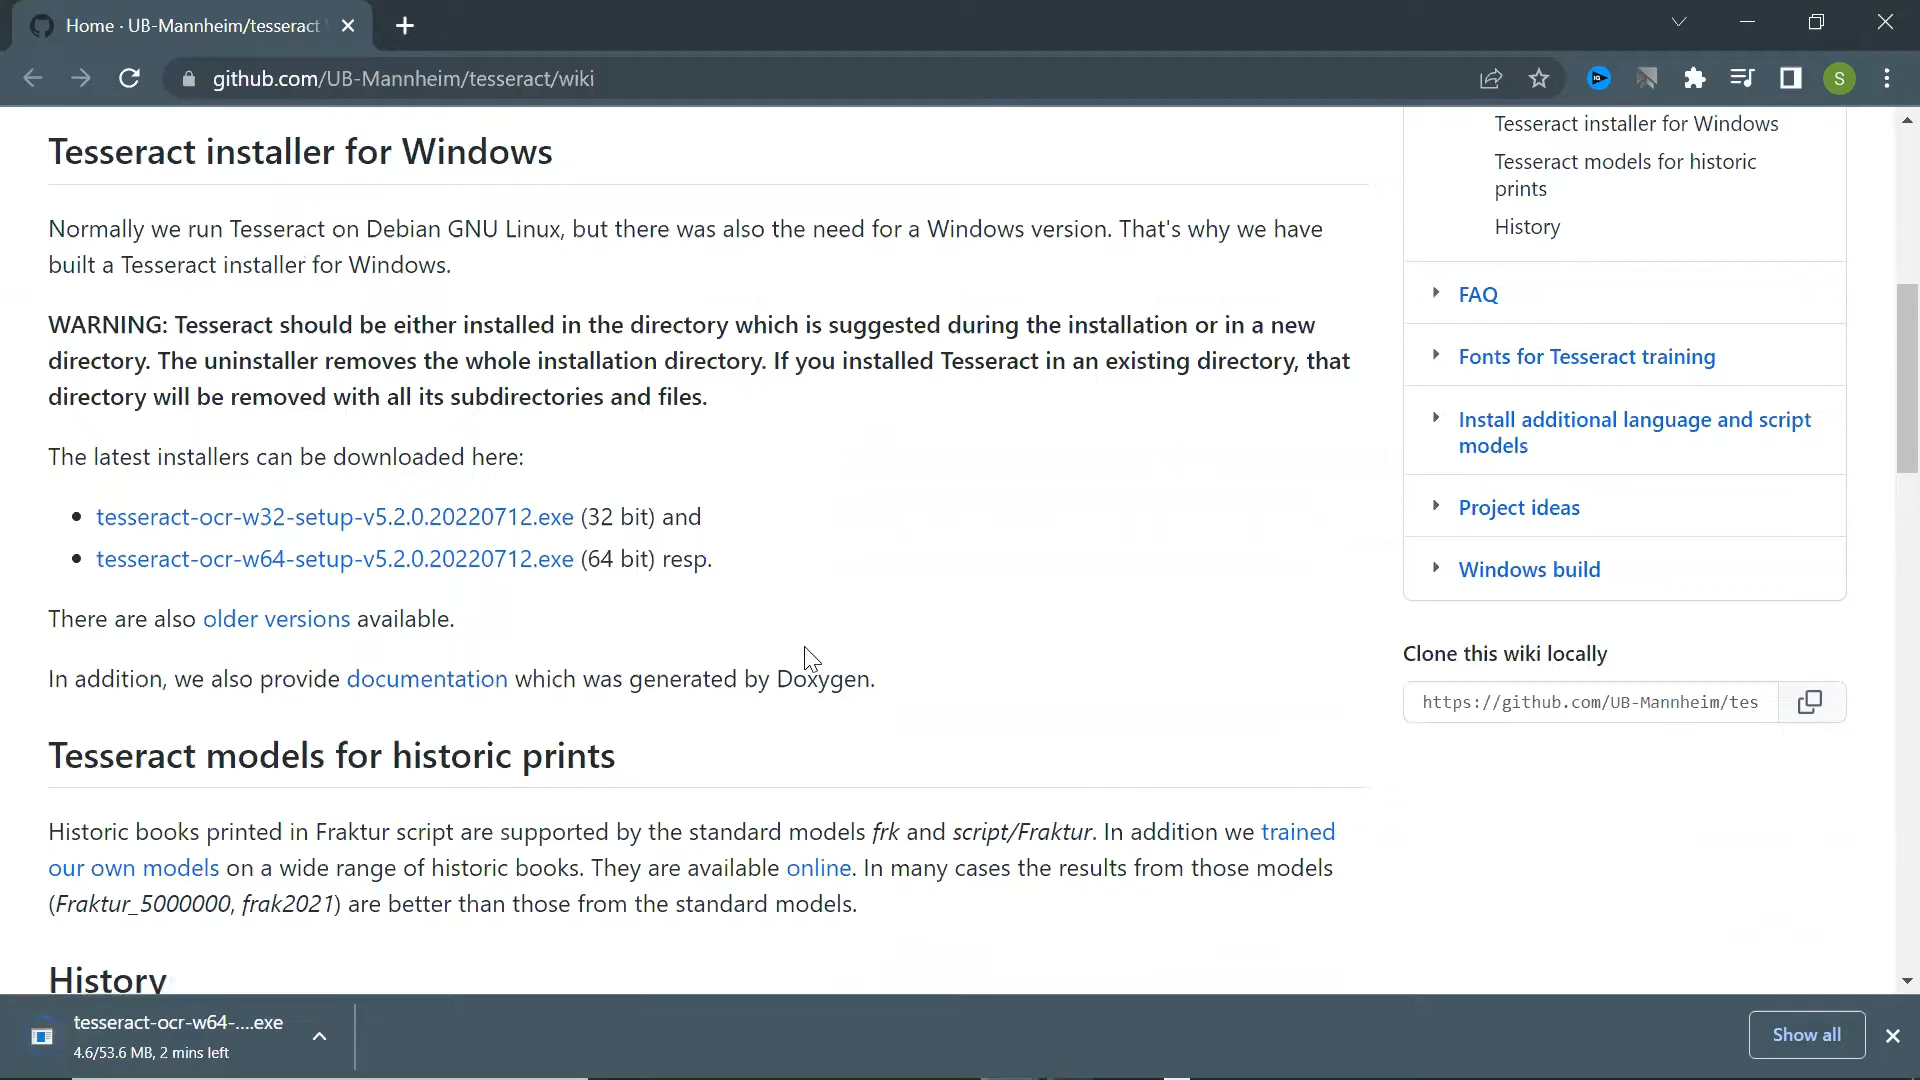 Home · UB-Mannheim/tesseract
github.com/UB-Mannheim/tesseract/wiki
S
Tesseract installer for Windows
Normally we run Tesseract on Debian GNU Linux, but there was also the need for a Windows version. That's why we have
built a Tesseract installer for Windows.
WARNING: Tesseract should be either installed in the directory which is suggested during the installation or in a new
directory. The uninstaller removes the whole installation directory. If you installed Tesseract in an existing directory, that
directory will be removed with all its subdirectories and files.
The latest installers can be downloaded here:
tesseract-ocr-w32-setup-v5.2.0.20220712.exe (32 bit) and
tesseract-ocr-w64-setup-v5.2.0.20220712.exe (64 bit) resp.
There are also older versions available.
In addition, we also provide documentation which was generated by Doxygen.
Tesseract models for historic prints
Historic books printed in Fraktur script are supported by the standard models frk and script/Fraktur. In addition we trained
our own models on a wide range of historic books. They are available online. In many cases the results from those models
(Fraktur_5000000, frak2021) are better than those from the standard models.
History
Tesseract installer for Windows
Tesseract models for historic
prints
History
FAQ
Fonts for Tesseract training
Install additional language and script
models
Project ideas
Windows build
Clone this wiki locally
https://github.com/UB-Mannheim/tes
tesseract-ocr-w64-....exe
4.6/53.6 MB, 2 mins left
Show all